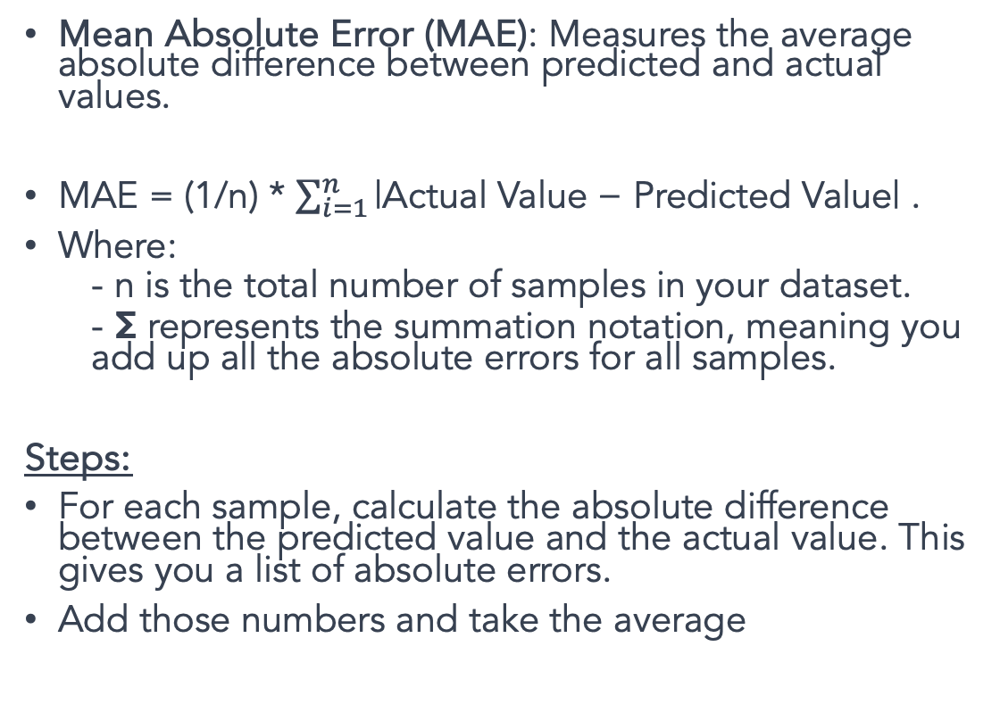 • Mean Absolute Error (MAE): Measures the average
absolute difference between predicted and actual
values.
• MAE = (1/n) * ∑ⁿᵢ₌₁ |Actual Value − Predicted Value| .
• Where:
- n is the total number of samples in your dataset.
- Σ represents the summation notation, meaning you
add up all the absolute errors for all samples.
Steps:
• For each sample, calculate the absolute difference
between the predicted value and the actual value. This
gives you a list of absolute errors.
• Add those numbers and take the average